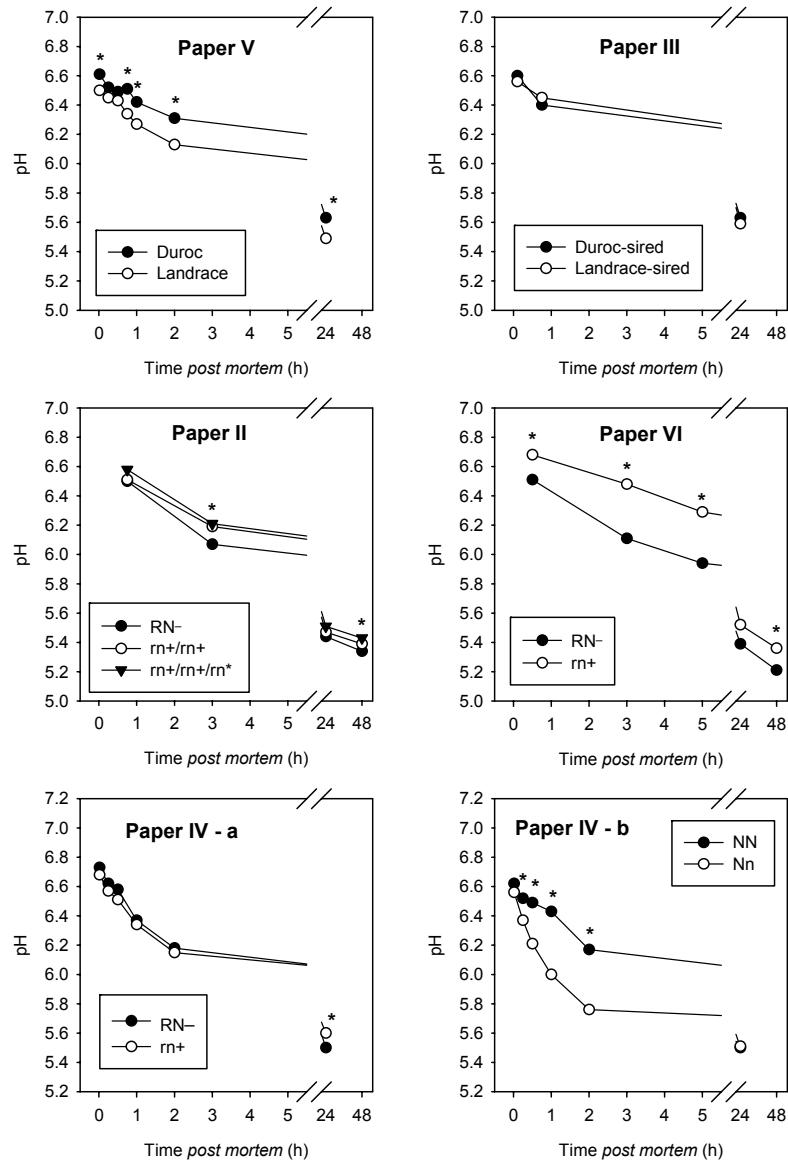 Paper V
7.0
6.8
6.6
6.4
6.2
6.0
5.8
5.6
5.4
5.2
5.0
pH
* * * * *
Duroc
Landrace
0 1 2 3 4 5 24 48
Time post mortem (h)
Paper III
7.0
6.8
6.6
6.4
6.2
6.0
5.8
5.6
5.4
5.2
5.0
pH
Duroc-sired
Landrace-sired
0 1 2 3 4 5 24 48
Time post mortem (h)
Paper II
7.0
6.8
6.6
6.4
6.2
6.0
5.8
5.6
5.4
5.2
5.0
pH
* *
RN–
rn+/rn+
rn+/rn+/rn*
0 1 2 3 4 5 24 48
Time post mortem (h)
Paper VI
7.0
6.8
6.6
6.4
6.2
6.0
5.8
5.6
5.4
5.2
5.0
pH
* * * *
RN–
rn+
0 1 2 3 4 5 24 48
Time post mortem (h)
Paper IV - a
7.2
7.0
6.8
6.6
6.4
6.2
6.0
5.8
5.6
5.4
5.2
pH
*
RN–
rn+
0 1 2 3 4 5 24 48
Time post mortem (h)
Paper IV - b
7.2
7.0
6.8
6.6
6.4
6.2
6.0
5.8
5.6
5.4
5.2
pH
NN
Nn
* * * *
0 1 2 3 4 5 24 48
Time post mortem (h)